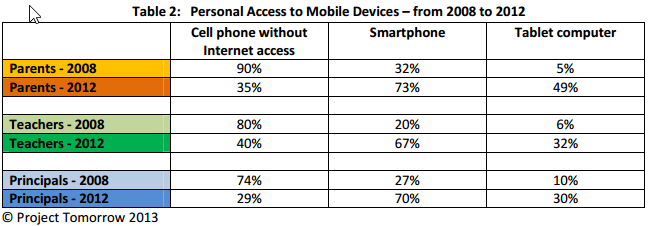 Table 2: Personal Access to Mobile Devices – from 2008 to 2012
Cell phone without Internet access Smartphone Tablet computer
Parents - 2008 90% 32% 5%
Parents - 2012 35% 73% 49%
Teachers - 2008 80% 20% 6%
Teachers - 2012 40% 67% 32%
Principals - 2008 74% 27% 10%
Principals - 2012 29% 70% 30%
© Project Tomorrow 2013